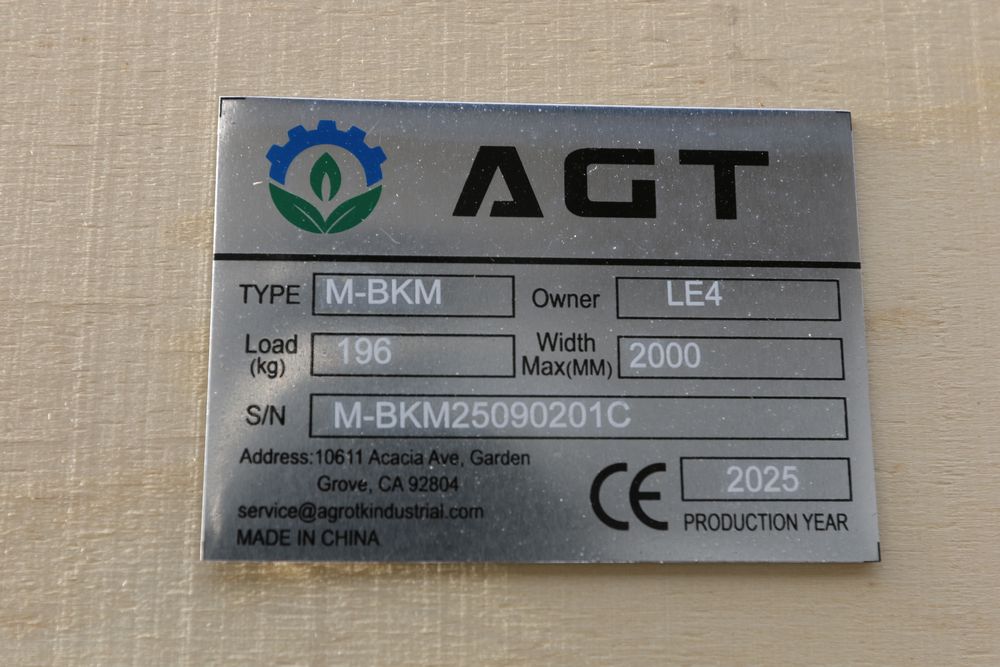 AGT
TYPE M-BKM Owner LE4
Load (kg) 196 Width Max(MM) 2000
S/N M-BKM25090201C
Address:10611 Acacia Ave, Garden
Grove, CA 92804
service@agrotkindustrial.com
MADE IN CHINA
CE 2025
PRODUCTION YEAR